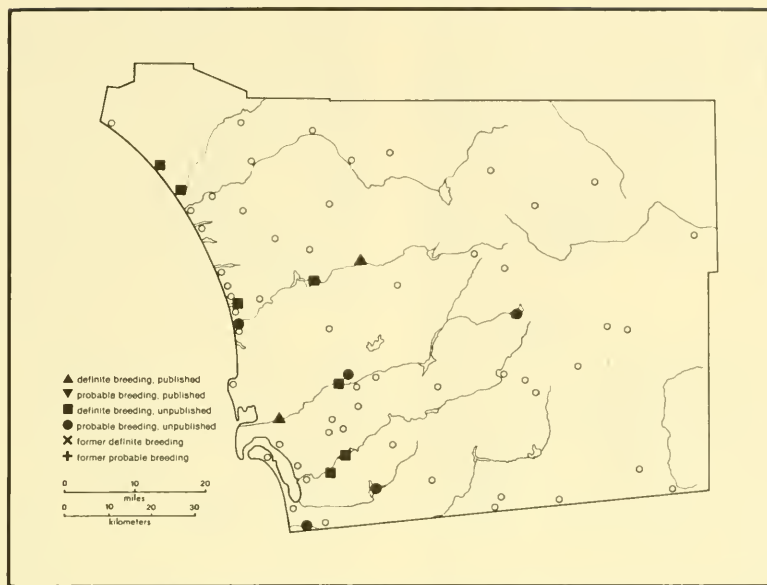 definite breeding, published
probable breeding, published
definite breeding, unpublished
probable breeding, unpublished
former definite breeding
former probable breeding
0 10 20
miles
0 10 20 30
kilometers